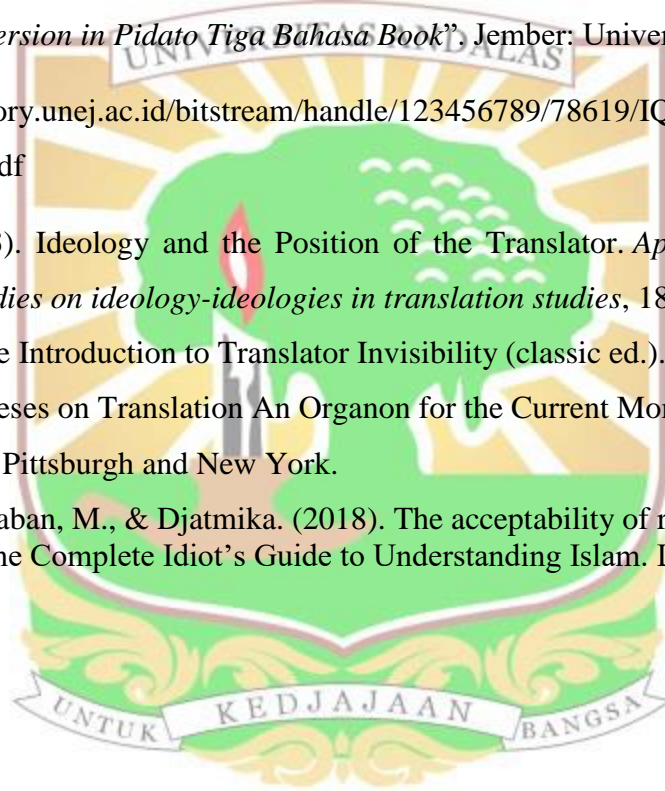 ersion in Pidato Tiga Bahasa Book”. Jember: Univer
UNIVERSITAS ANDALAS
ory.unej.ac.id/bitstream/handle/123456789/78619/IQ
df
). Ideology and the Position of the Translator. Ap
dies on ideology-ideologies in translation studies, 18
e Introduction to Translator Invisibility (classic ed.).
eses on Translation An Organon for the Current Mor
Pittsburgh and New York.
aban, M., & Djatmika. (2018). The acceptability of r
ne Complete Idiot’s Guide to Understanding Islam. I
UNTUK KEDJAJAAN BANGSA